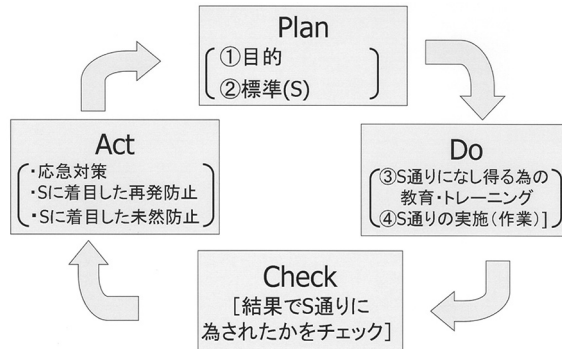 Plan
①目的
②標準(S)
Do
③S通りになし得る為の
教育・トレーニング
④S通りの実施(作業)]
Check
[結果でS通りに
為されたかをチェック]
Act
・応急対策
・Sに着目した再発防止
・Sに着目した未然防止